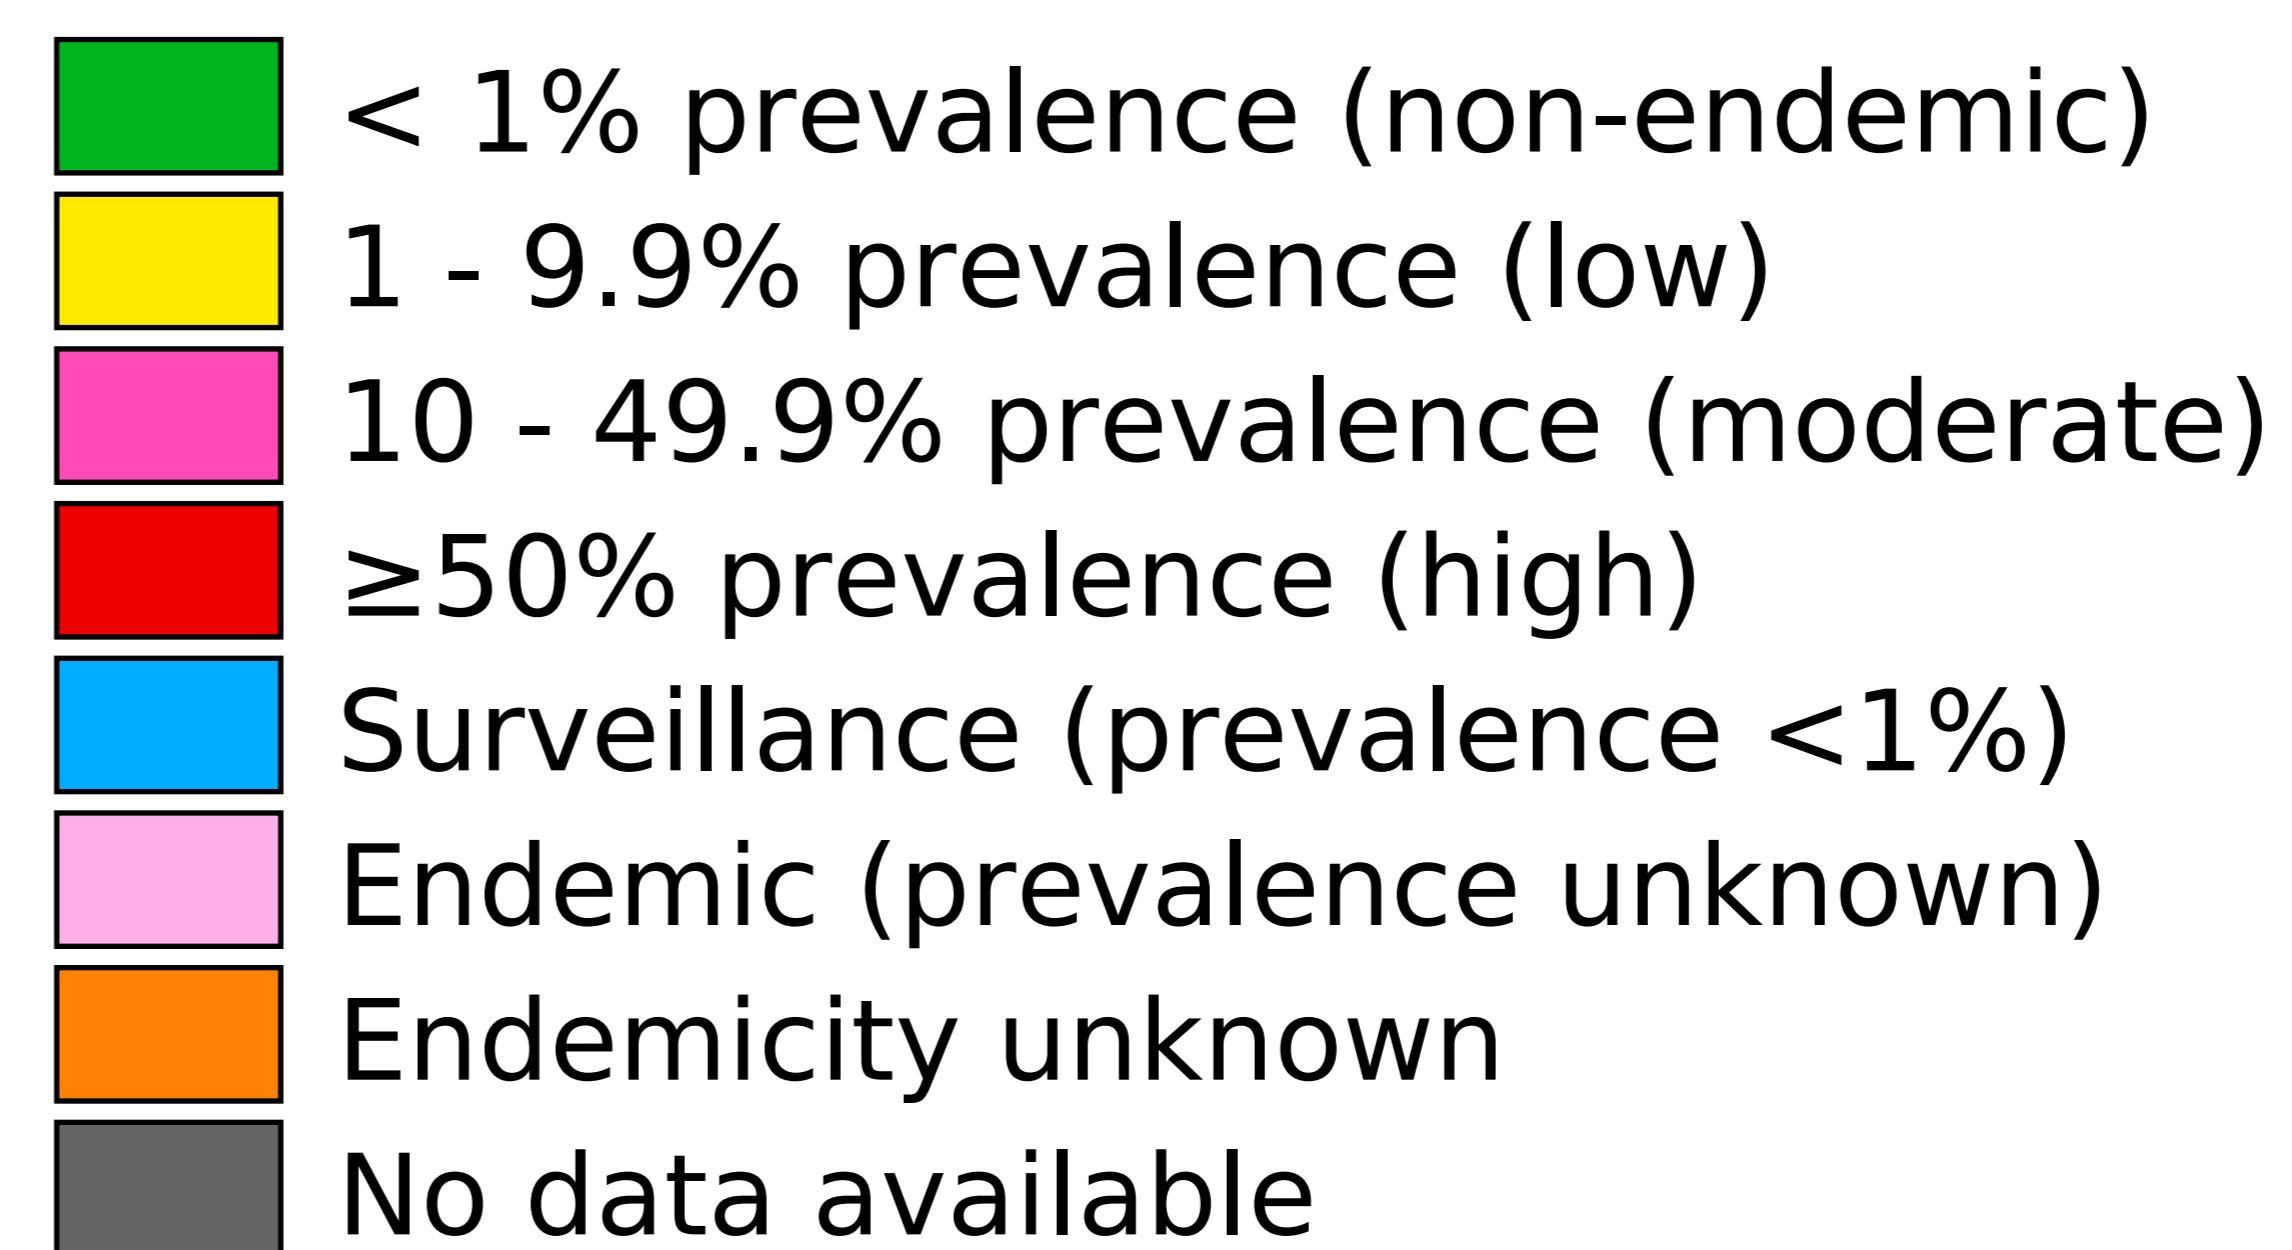 < 1% prevalence (non-endemic)
1 - 9.9% prevalence (low)
10 - 49.9% prevalence (moderate)
≥50% prevalence (high)
Surveillance (prevalence <1%)
Endemic (prevalence unknown)
Endemicity unknown
No data available